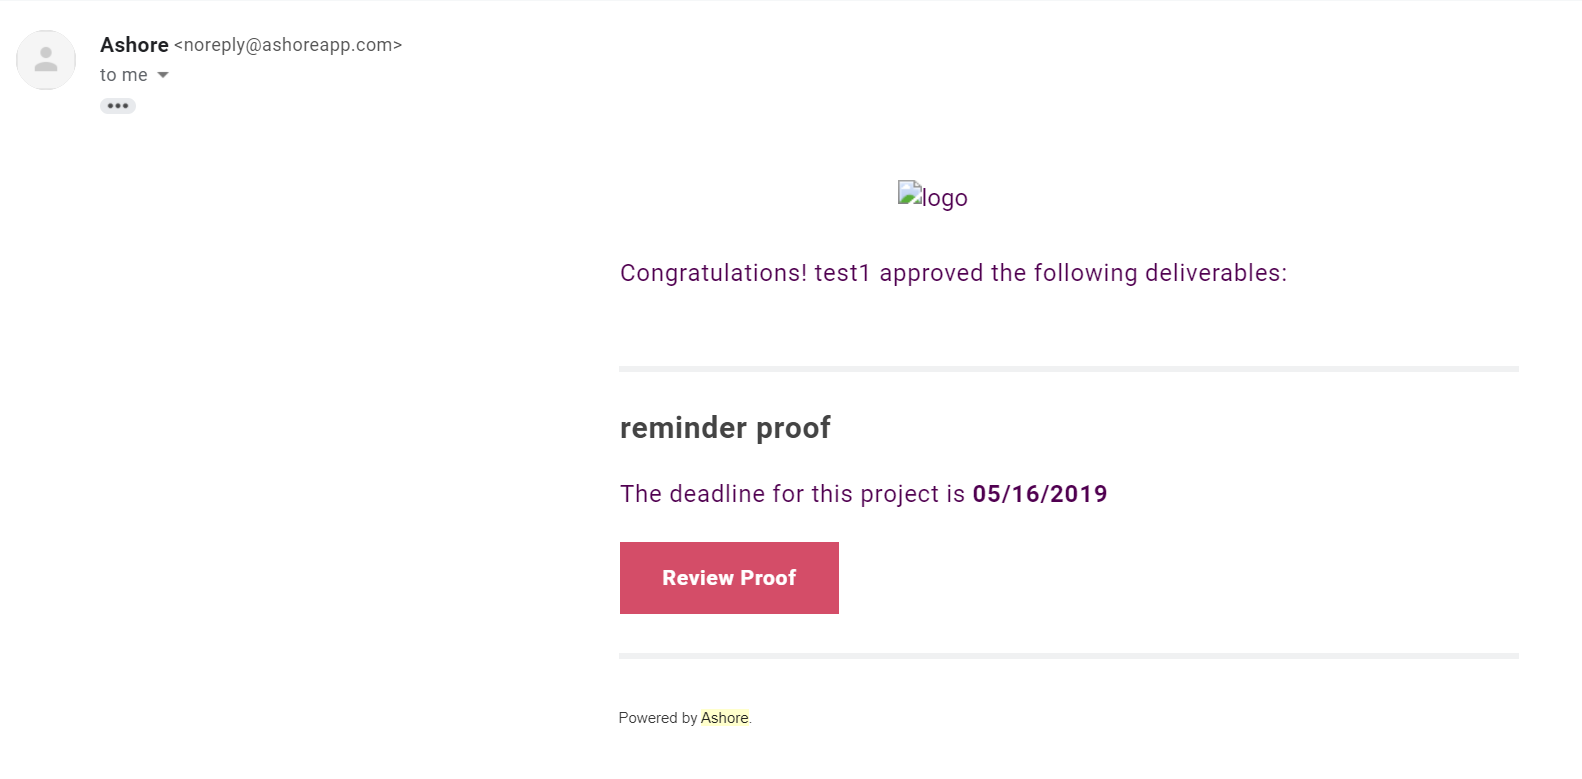 Ashore <noreply@ashoreapp.com>
to me
logo
Congratulations! test1 approved the following deliverables:
reminder proof
The deadline for this project is 05/16/2019
Review Proof
Powered by Ashore.